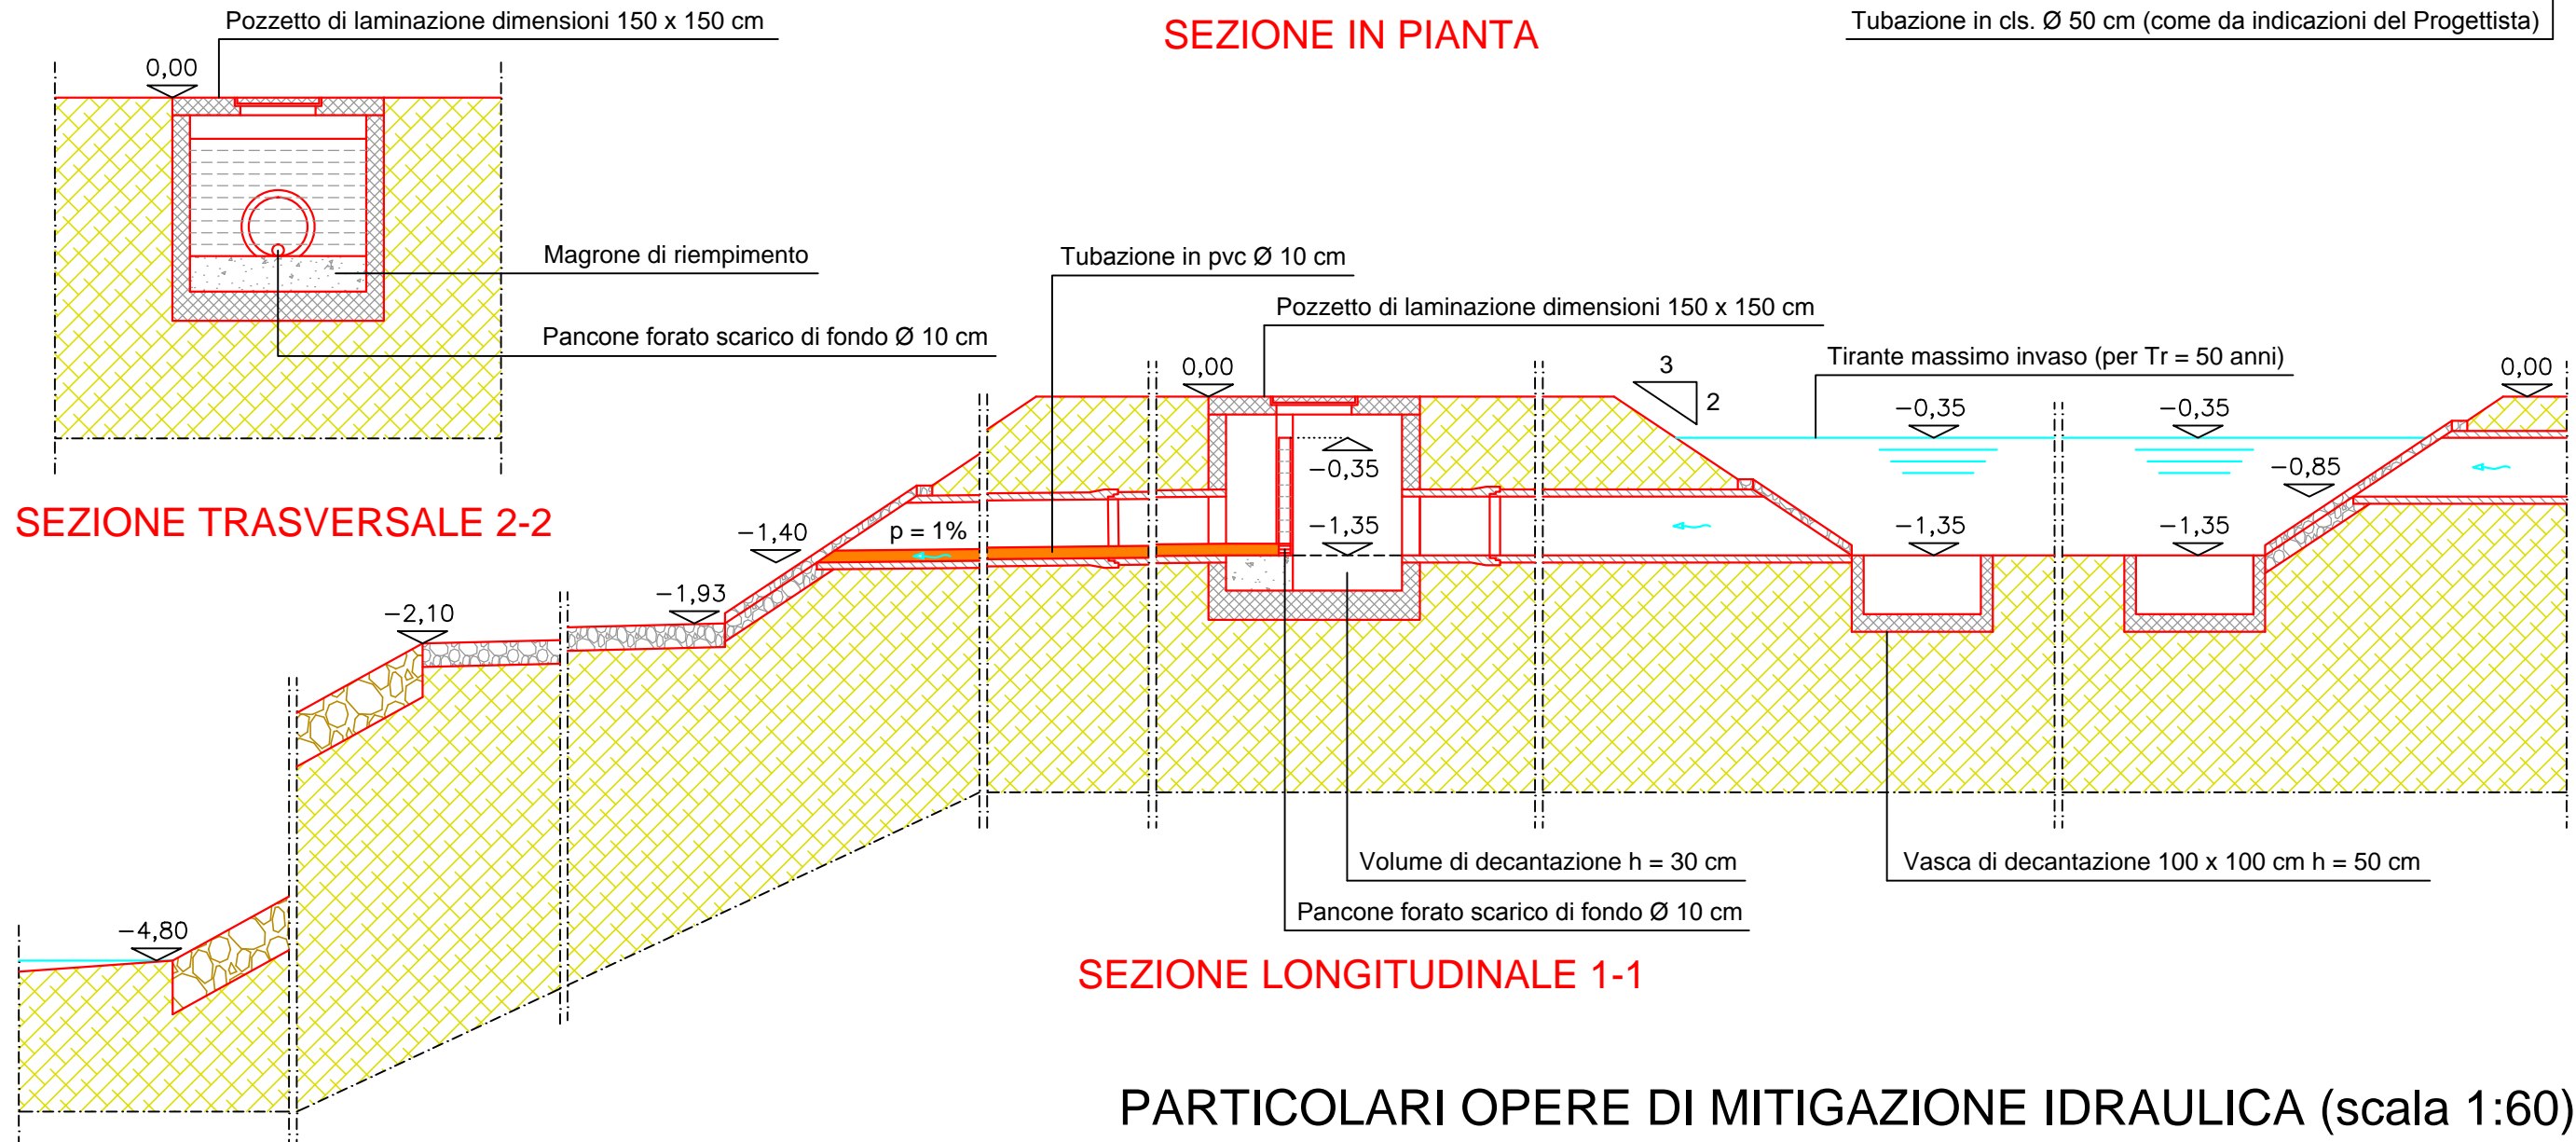 Pozzetto di laminazione dimensioni 150 x 150 cm
SEZIONE IN PIANTA
Tubazione in cls. Ø 50 cm (come da indicazioni del Progettista)
0,00
Magrone di riempimento
Pancone forato scarico di fondo Ø 10 cm
SEZIONE TRASVERSALE 2-2
Tubazione in pvc Ø 10 cm
Pozzetto di laminazione dimensioni 150 x 150 cm
Tirante massimo invaso (per Tr = 50 anni)
0,00
3
2
0,00
−0,35
−0,35
−0,35
−0,85
−1,40
p = 1%
−1,35
−1,35
−1,35
−1,93
−2,10
−4,80
Volume di decantazione h = 30 cm
Vasca di decantazione 100 x 100 cm h = 50 cm
Pancone forato scarico di fondo Ø 10 cm
SEZIONE LONGITUDINALE 1-1
PARTICOLARI OPERE DI MITIGAZIONE IDRAULICA (scala 1:60)